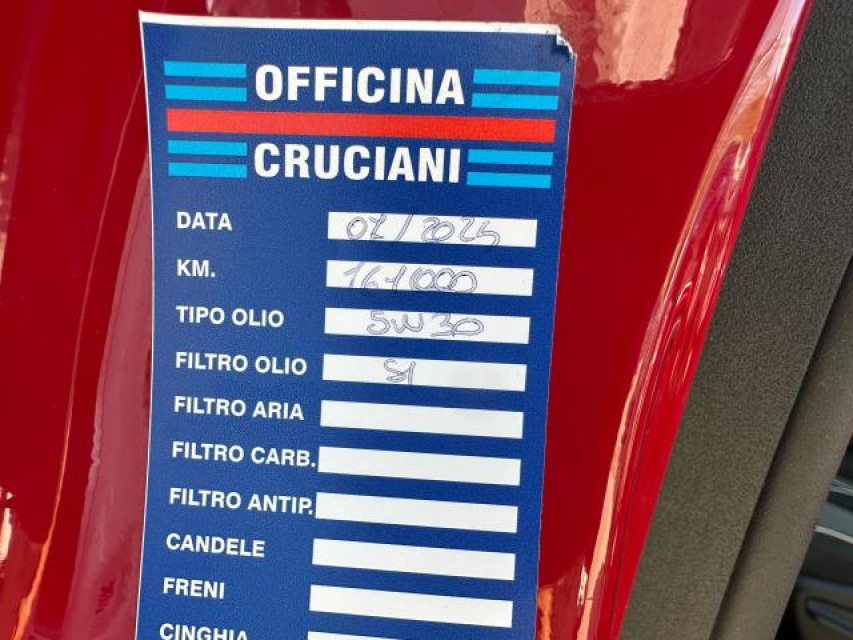 OFFICINA
CRUCIANI
DATA 07/2025
KM. 161000
TIPO OLIO 5W30
FILTRO OLIO SI
FILTRO ARIA
FILTRO CARB.
FILTRO ANTIP.
CANDELE
FRENI
CINGHIA